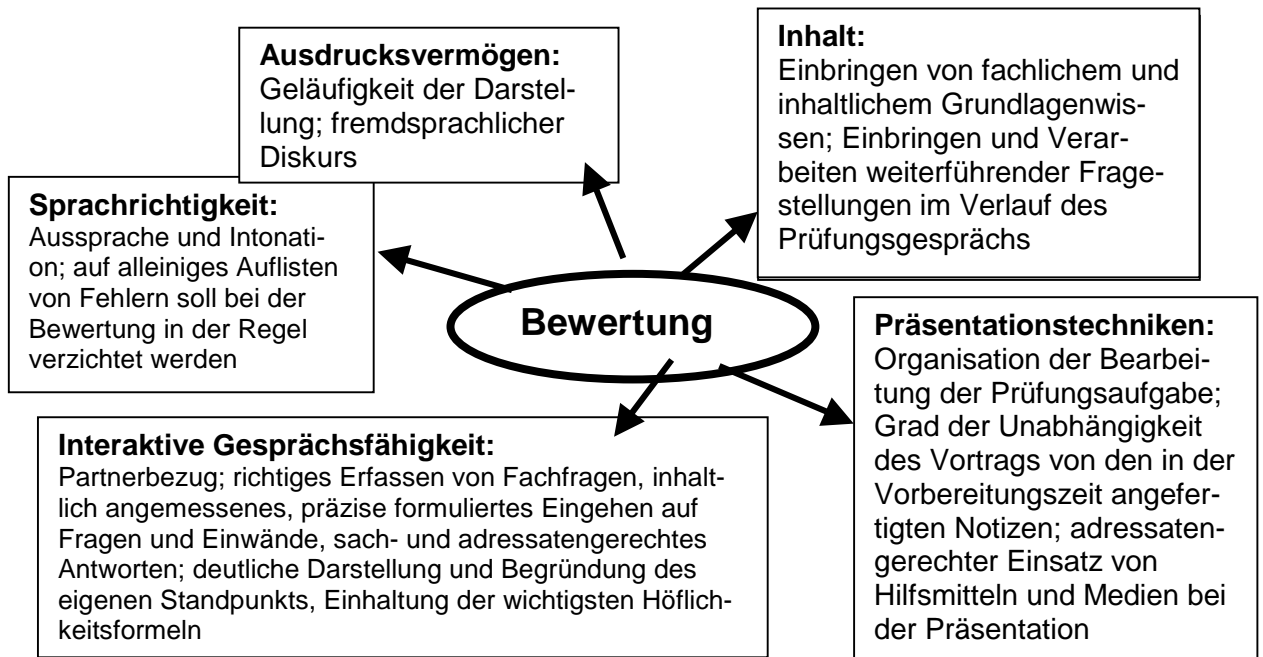 Ausdrucksvermögen:
Geläufigkeit der Darstel-
lung; fremdsprachlicher
Diskurs
Inhalt:
Einbringen von fachlichem und
inhaltlichem Grundlagenwis-
sen; Einbringen und Verar-
beiten weiterführender Frage-
stellungen im Verlauf des
Prüfungsgesprächs
Sprachrichtigkeit:
Aussprache und Intonati-
on; auf alleiniges Auflisten
von Fehlern soll bei der
Bewertung in der Regel
verzichtet werden
Bewertung
Präsentationstechniken:
Organisation der Bearbei-
tung der Prüfungsaufgabe;
Grad der Unabhängigkeit
des Vortrags von den in der
Vorbereitungszeit angefer-
tigten Notizen; adressaten-
gerechter Einsatz von
Hilfsmitteln und Medien bei
der Präsentation
Interaktive Gesprächsfähigkeit:
Partnerbezug; richtiges Erfassen von Fachfragen, inhalt-
lich angemessenes, präzise formuliertes Eingehen auf
Fragen und Einwände, sach- und adressatengerechtes
Antworten; deutliche Darstellung und Begründung des
eigenen Standpunkts, Einhaltung der wichtigsten Höflich-
keitsformeln